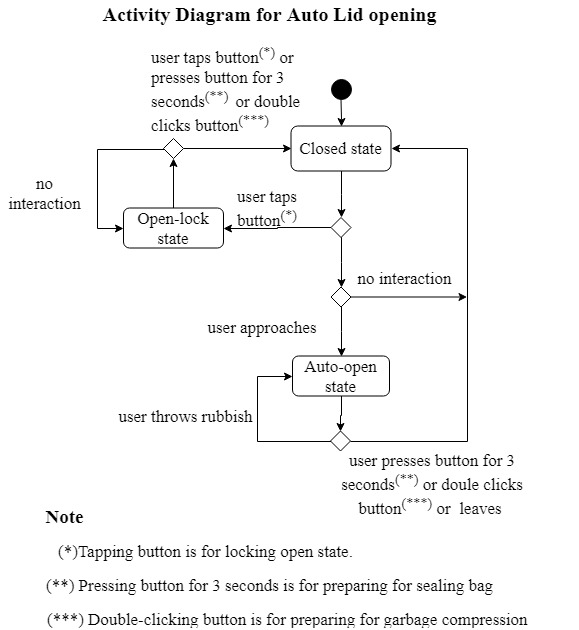 Activity Diagram for Auto Lid opening
user taps button(*) or
presses button for 3
seconds(**) or double
clicks button(***)
Closed state
no
interaction
user taps
button(*)
Open-lock
state
no interaction
user approaches
Auto-open
state
user throws rubbish
user presses button for 3
seconds(**) or doule clicks
button(***) or leaves
Note
(*)Tapping button is for locking open state.
(**) Pressing button for 3 seconds is for preparing for sealing bag
(***) Double-clicking button is for preparing for garbage compression